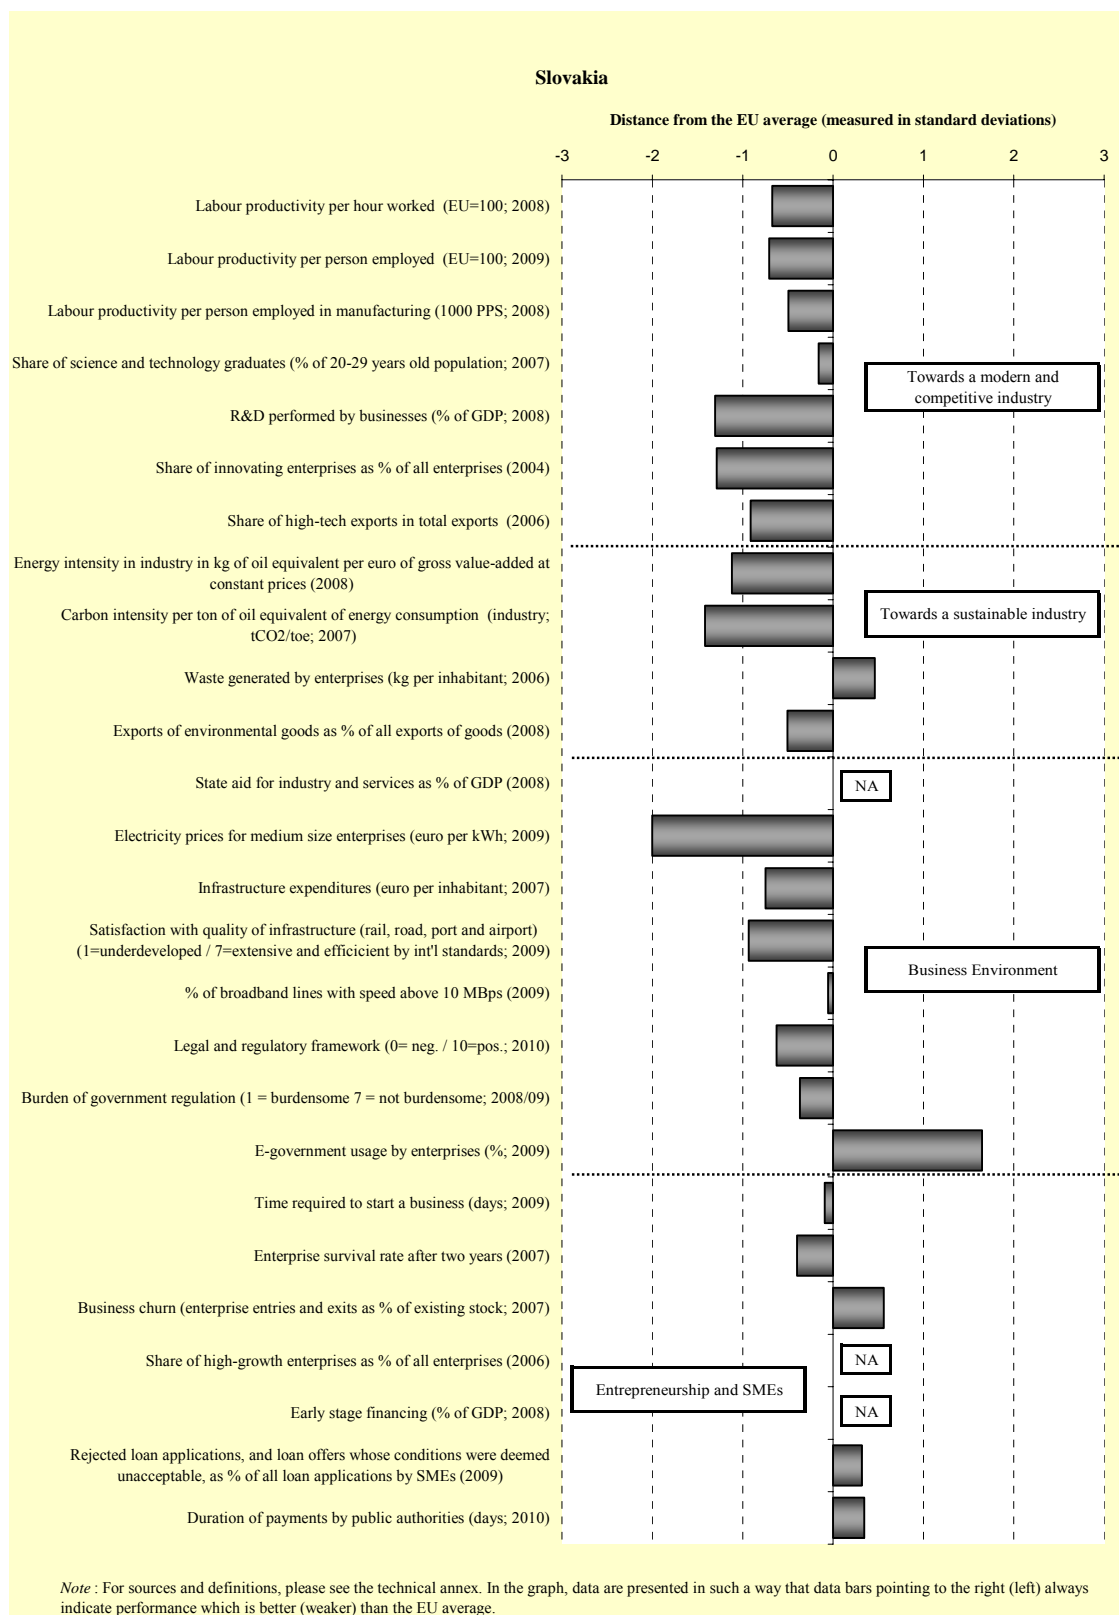 Slovakia
Distance from the EU average (measured in standard deviations)
-3 -2 -1 0 1 2 3
Labour productivity per hour worked (EU=100; 2008)
Labour productivity per person employed (EU=100; 2009)
Labour productivity per person employed in manufacturing (1000 PPS; 2008)
Share of science and technology graduates (% of 20-29 years old population; 2007)
Towards a modern and
competitive industry
R&D performed by businesses (% of GDP; 2008)
Share of innovating enterprises as % of all enterprises (2004)
Share of high-tech exports in total exports (2006)
Energy intensity in industry in kg of oil equivalent per euro of gross value-added at
constant prices (2008)
Carbon intensity per ton of oil equivalent of energy consumption (industry;
tCO2/toe; 2007)
Towards a sustainable industry
Waste generated by enterprises (kg per inhabitant; 2006)
Exports of environmental goods as % of all exports of goods (2008)
State aid for industry and services as % of GDP (2008)
NA
Electricity prices for medium size enterprises (euro per kWh; 2009)
Infrastructure expenditures (euro per inhabitant; 2007)
Satisfaction with quality of infrastructure (rail, road, port and airport)
(1=underdeveloped / 7=extensive and efficicient by int'l standards; 2009)
Business Environment
% of broadband lines with speed above 10 MBps (2009)
Legal and regulatory framework (0= neg. / 10=pos.; 2010)
Burden of government regulation (1 = burdensome 7 = not burdensome; 2008/09)
E-government usage by enterprises (%; 2009)
Time required to start a business (days; 2009)
Enterprise survival rate after two years (2007)
Business churn (enterprise entries and exits as % of existing stock; 2007)
Share of high-growth enterprises as % of all enterprises (2006)
NA
Entrepreneurship and SMEs
Early stage financing (% of GDP; 2008)
NA
Rejected loan applications, and loan offers whose conditions were deemed
unacceptable, as % of all loan applications by SMEs (2009)
Duration of payments by public authorities (days; 2010)
Note : For sources and definitions, please see the technical annex. In the graph, data are presented in such a way that data bars pointing to the right (left) always
indicate performance which is better (weaker) than the EU average.